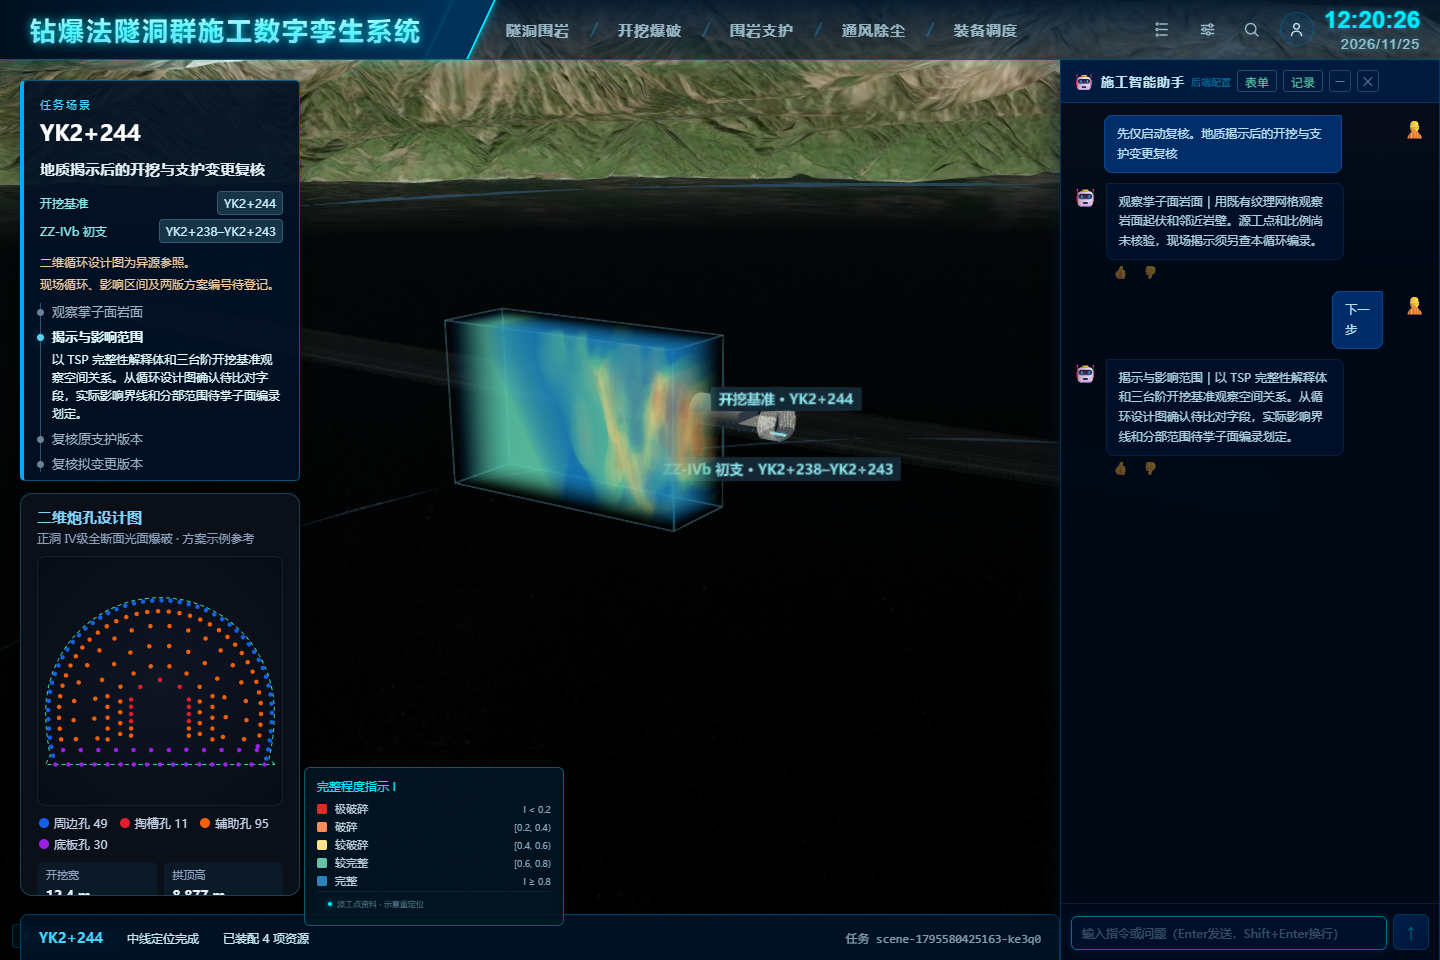 钻爆法隧洞群施工数字孪生系统
隧洞围岩 / 开挖爆破 / 围岩支护 / 通风除尘 / 装备调度
12:20:26
2026/11/25
任务场景
YK2+244
地质揭示后的开挖与支护变更复核
开挖基准 YK2+244
ZZ-IVb 初支 YK2+238—YK2+243
二维循环设计图为异源参照。
现场循环、影响区间及两版方案编号待登记。
观察掌子面岩面
揭示与影响范围
以 TSP 完整性解释体和三台阶开挖基准观
察空间关系。从循环设计图确认待比对字
段，实际影响界线和分部范围待掌子面编录
划定。
复核原支护版本
复核拟变更版本
二维炮孔设计图
正洞 IV级全断面光面爆破 · 方案示例参考
周边孔 49 掏槽孔 11 辅助孔 95
底板孔 30
开挖宽 拱顶高
12.4 m 8.877 m
开挖基准 • YK2+244
ZZ-IVb 初支 • YK2+238—YK2+243
完整程度指示 I
极破碎 I < 0.2
破碎 [0.2, 0.4)
较破碎 [0.4, 0.6)
较完整 [0.6, 0.8)
完整 I ≥ 0.8
源工点资料 · 示意重定位
YK2+244 中线定位完成 已装配 4 项资源
任务 scene-1795580425163-ke3q0
施工智能助手 后端配置 表单 记录
先仅启动复核。地质揭示后的开挖与支
护变更复核
观察掌子面岩面 | 用既有纹理网格观察
岩面起伏和邻近岩壁。源工点和比例尚
未核验，现场揭示须另查本循环编录。
下一
步
揭示与影响范围 | 以 TSP 完整性解释体
和三台阶开挖基准观察空间关系。从循
环设计图确认待比对字段，实际影响界
线和分部范围待掌子面编录划定。
输入指令或问题（Enter发送，Shift+Enter换行）